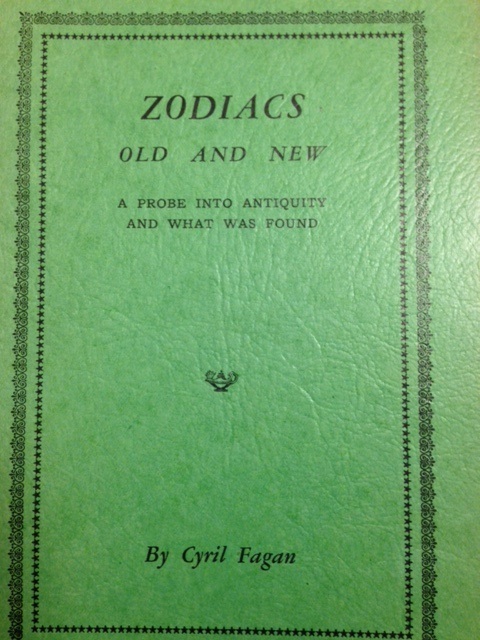 ZODIACS
OLD AND NEW
A PROBE INTO ANTIQUITY
AND WHAT WAS FOUND
By Cyril Fagan